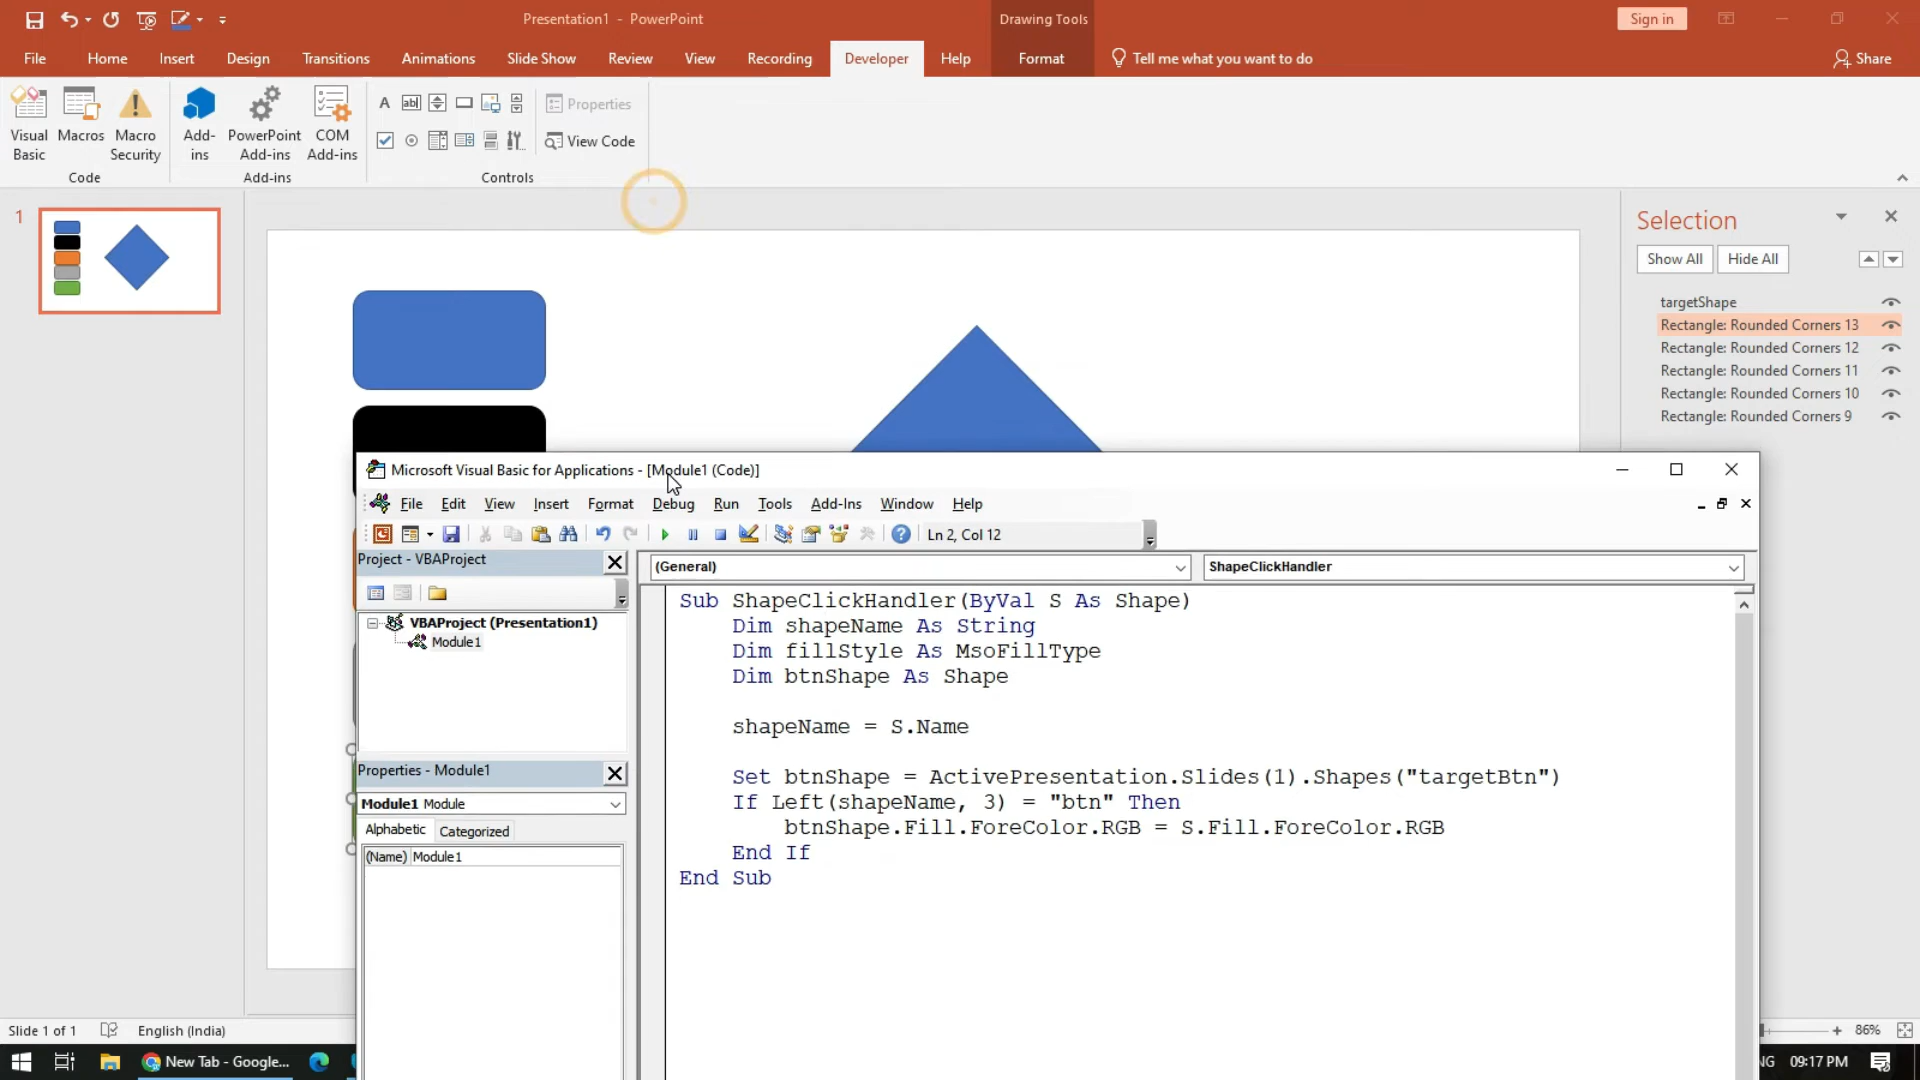 Presentation1 - PowerPoint
Drawing Tools
Sign in
File Home Insert Design Transitions Animations Slide Show Review View Recording Developer Help Format Tell me what you want to do Share
Visual Basic
Macros
Macro Security
Add-ins
PowerPoint Add-ins
COM Add-ins
Properties
View Code
Code
Add-ins
Controls
1
Selection
Show All Hide All
targetShape
Rectangle: Rounded Corners 13
Rectangle: Rounded Corners 12
Rectangle: Rounded Corners 11
Rectangle: Rounded Corners 10
Rectangle: Rounded Corners 9
Microsoft Visual Basic for Applications - [Module1 (Code)]
File Edit View Insert Format Debug Run Tools Add-Ins Window Help
Ln 2, Col 12
Project - VBAProject
VBAProject (Presentation1)
Module1
Properties - Module1
Module1 Module
Alphabetic Categorized
(Name) Module1
(General) ShapeClickHandler
Sub ShapeClickHandler(ByVal S As Shape)
Dim shapeName As String
Dim fillStyle As MsoFillType
Dim btnShape As Shape
shapeName = S.Name
Set btnShape = ActivePresentation.Slides(1).Shapes("targetBtn")
If Left(shapeName, 3) = "btn" Then
btnShape.Fill.ForeColor.RGB = S.Fill.ForeColor.RGB
End If
End Sub
Slide 1 of 1 English (India) 86%
New Tab - Google... NG 09:17 PM